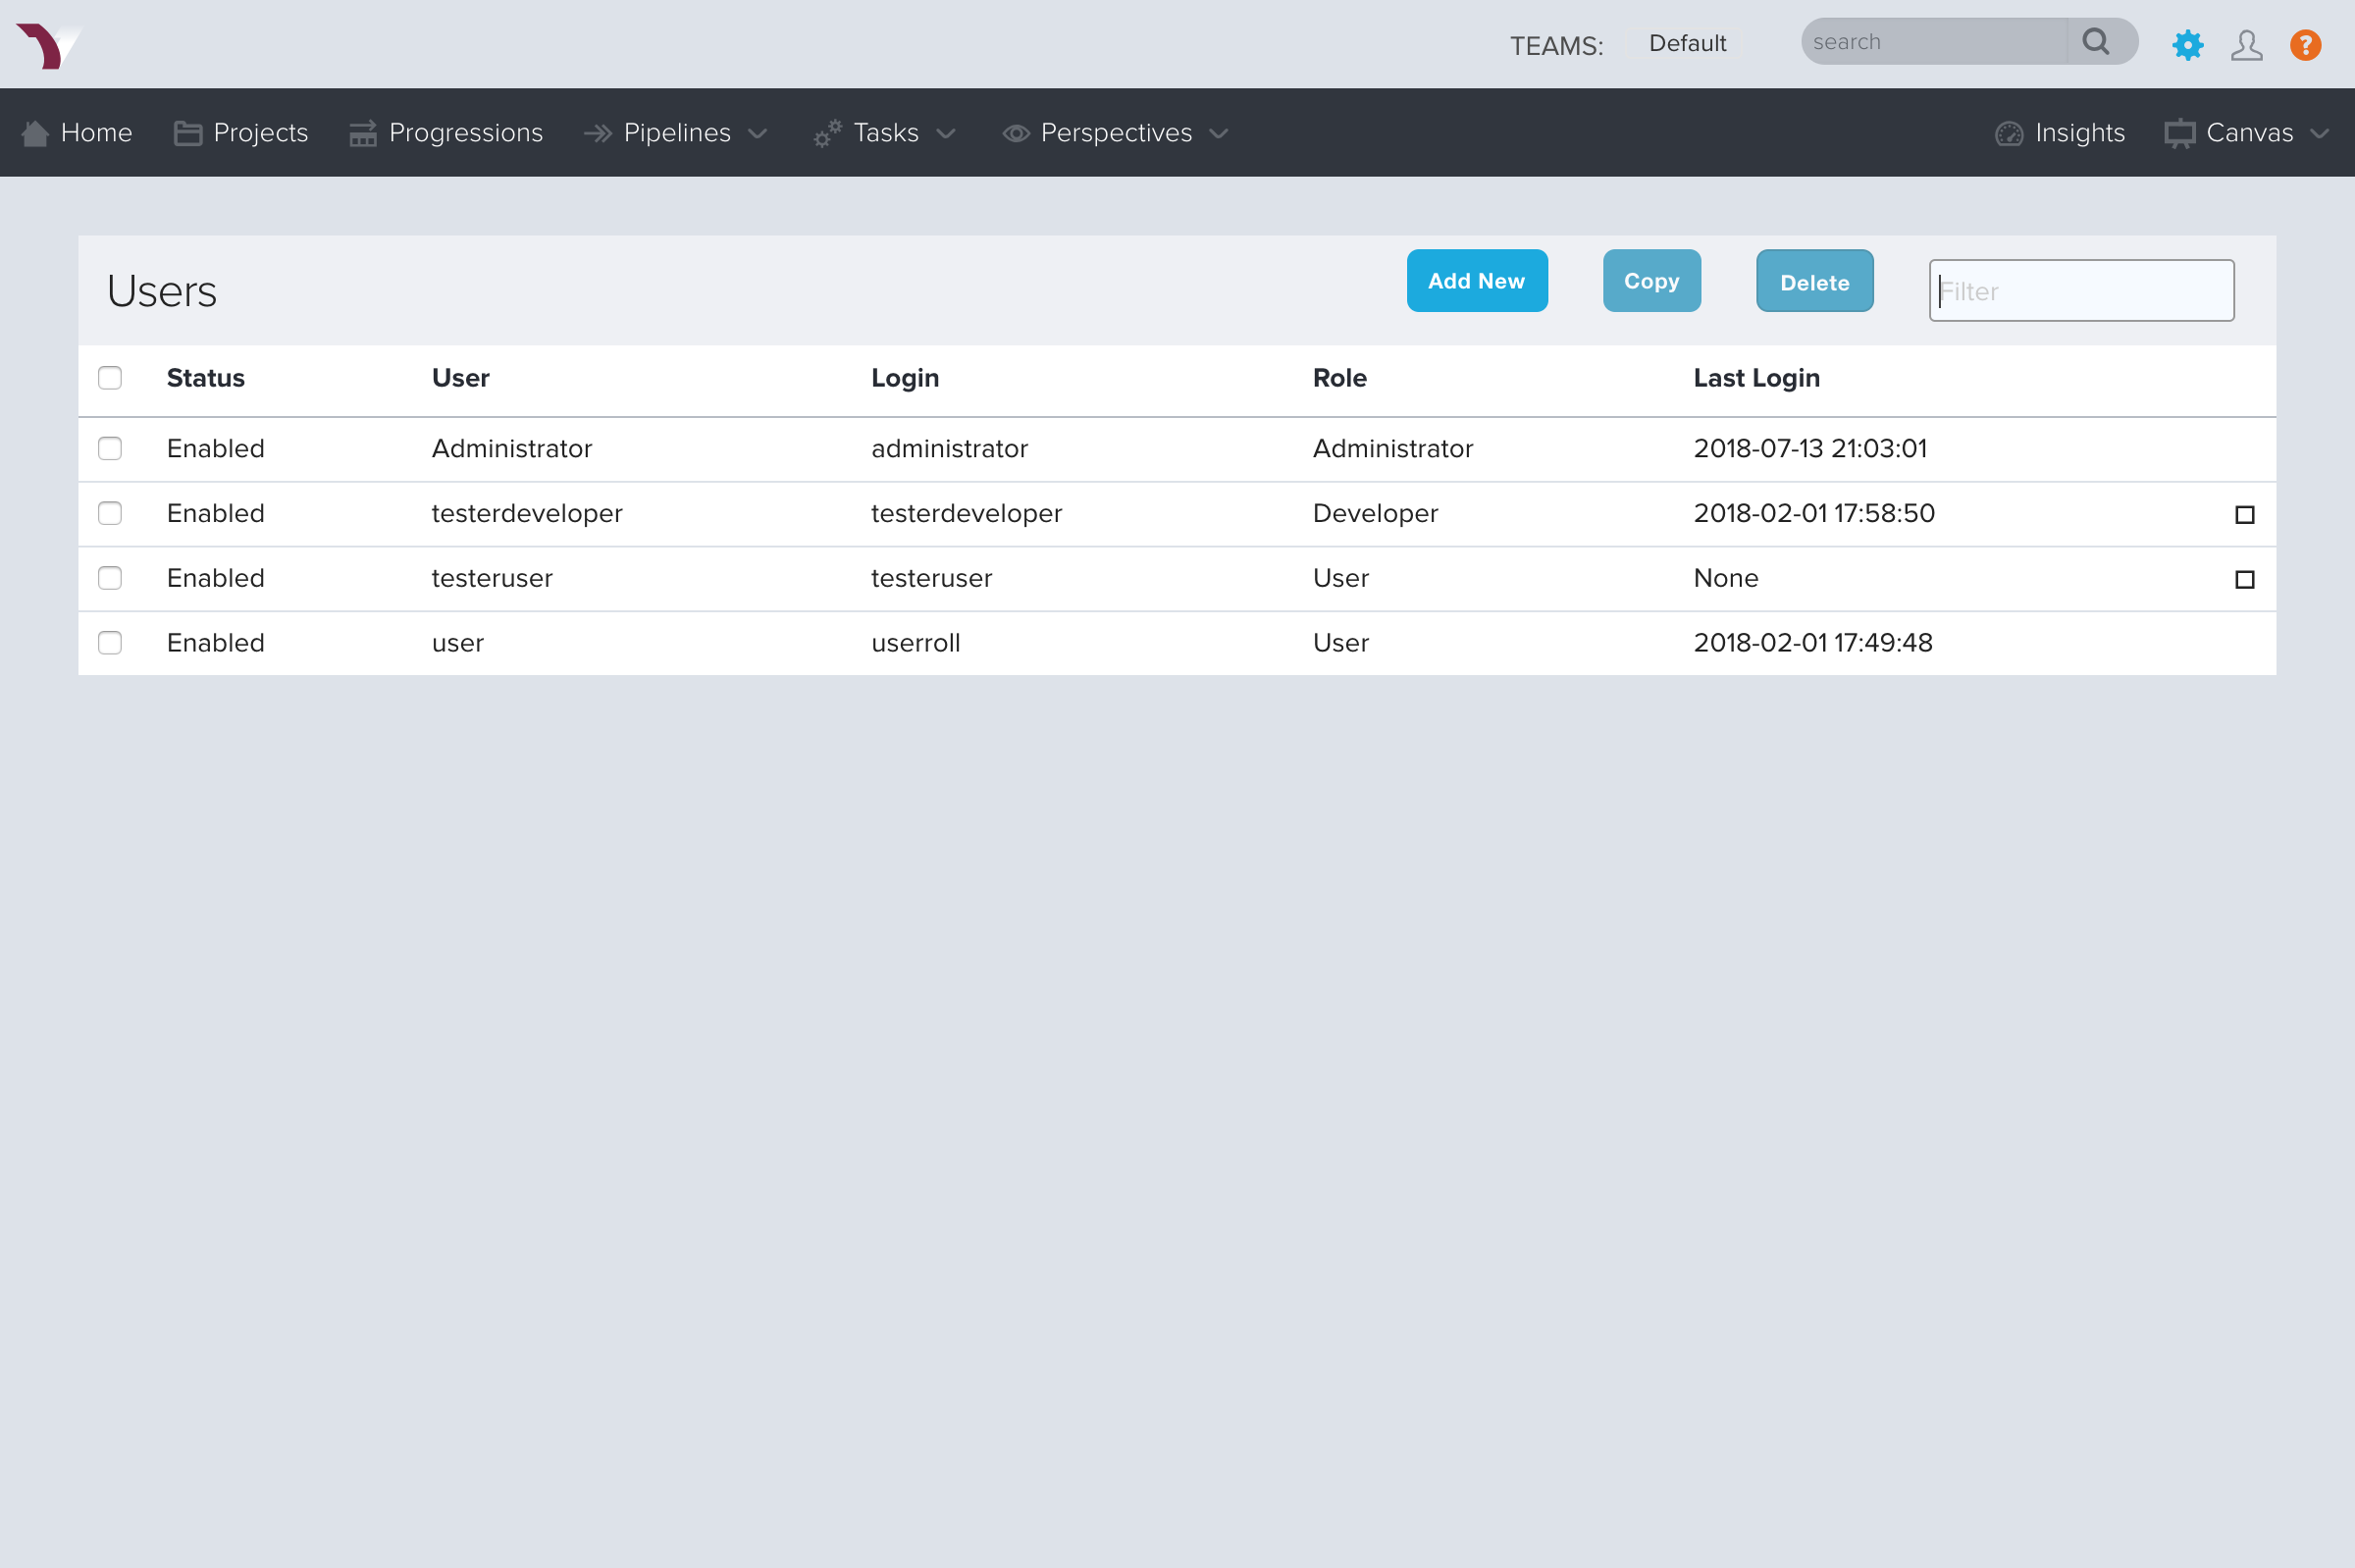 TEAMS: Default search ?
Home Projects Progressions Pipelines Tasks Perspectives Insights Canvas
Users Add New Copy Delete Filter
Status User Login Role Last Login
Enabled Administrator administrator Administrator 2018-07-13 21:03:01
Enabled testerdeveloper testerdeveloper Developer 2018-02-01 17:58:50
Enabled testeruser testeruser User None
Enabled user userroll User 2018-02-01 17:49:48